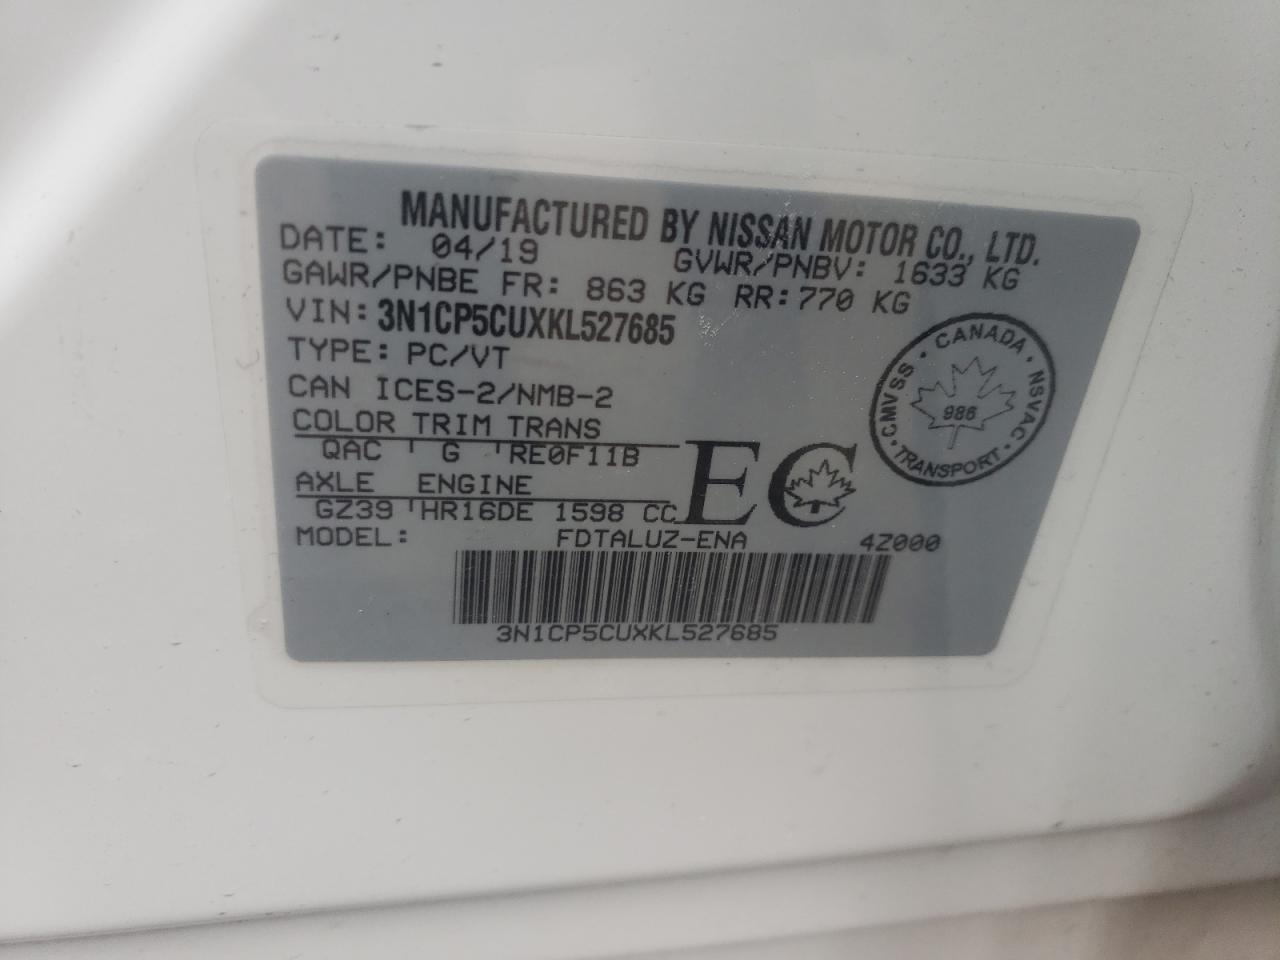 MANUFACTURED BY NISSAN MOTOR CO., LTD.
DATE: 04/19 GVWR/PNBV: 1633 KG
GAWR/PNBE FR: 863 KG RR: 770 KG
VIN: 3N1CP5CUXKL527685
TYPE: PC/VT
CAN ICES-2/NMB-2
COLOR TRIM TRANS
QAC G RE0F11B
AXLE ENGINE
GZ39 HR16DE 1598 CC
MODEL: FDTALUZ-ENA 4Z000
3N1CP5CUXKL527685
EC
CANADA · NSVAC · TRANSPORT · CMVSS ·
986